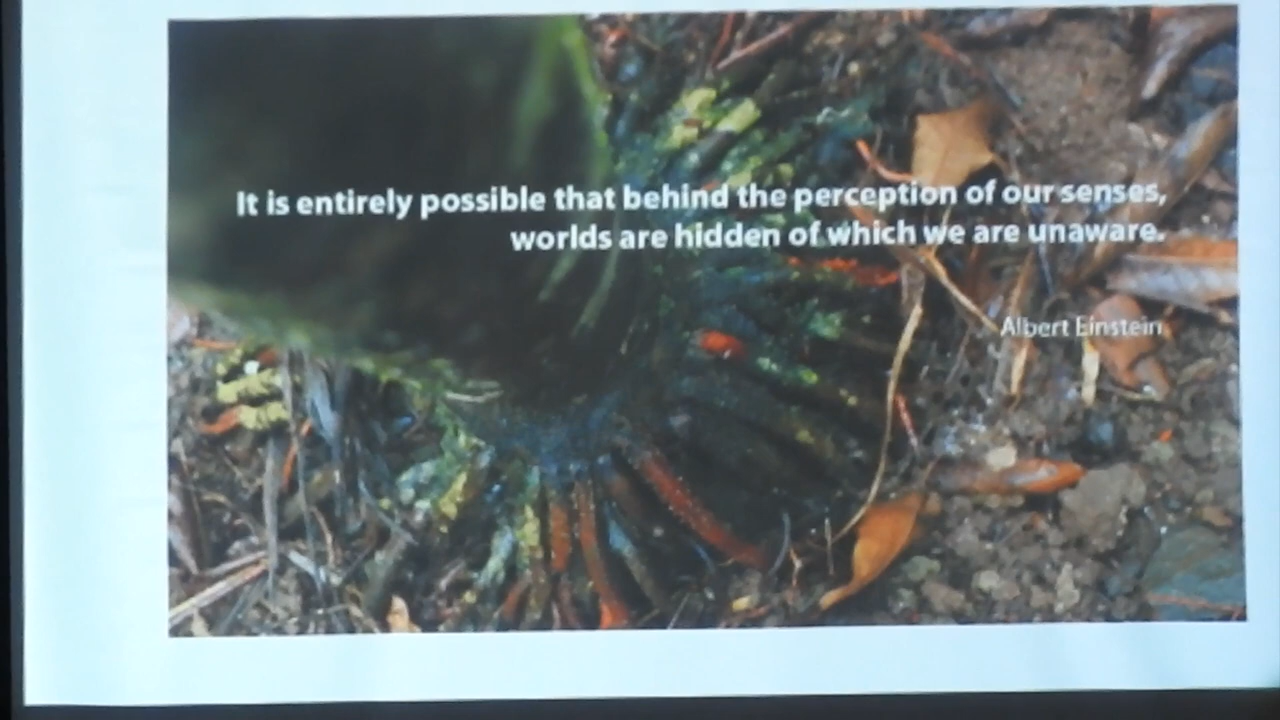 It is entirely possible that behind the perception of our senses,
worlds are hidden of which we are unaware.
Albert Einstein